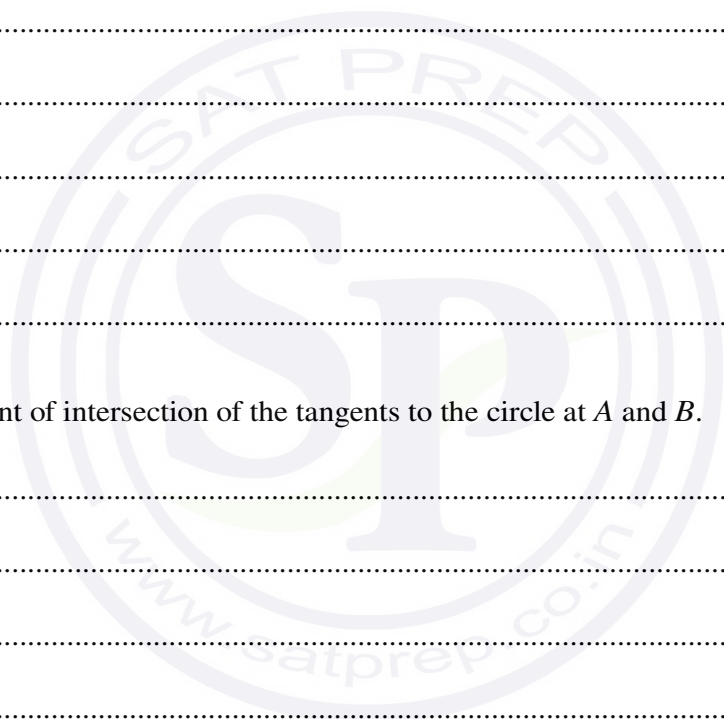 SAT PREP
SP
nt of intersection of the tangents to the circle at A and B.
www.satprep.co.in